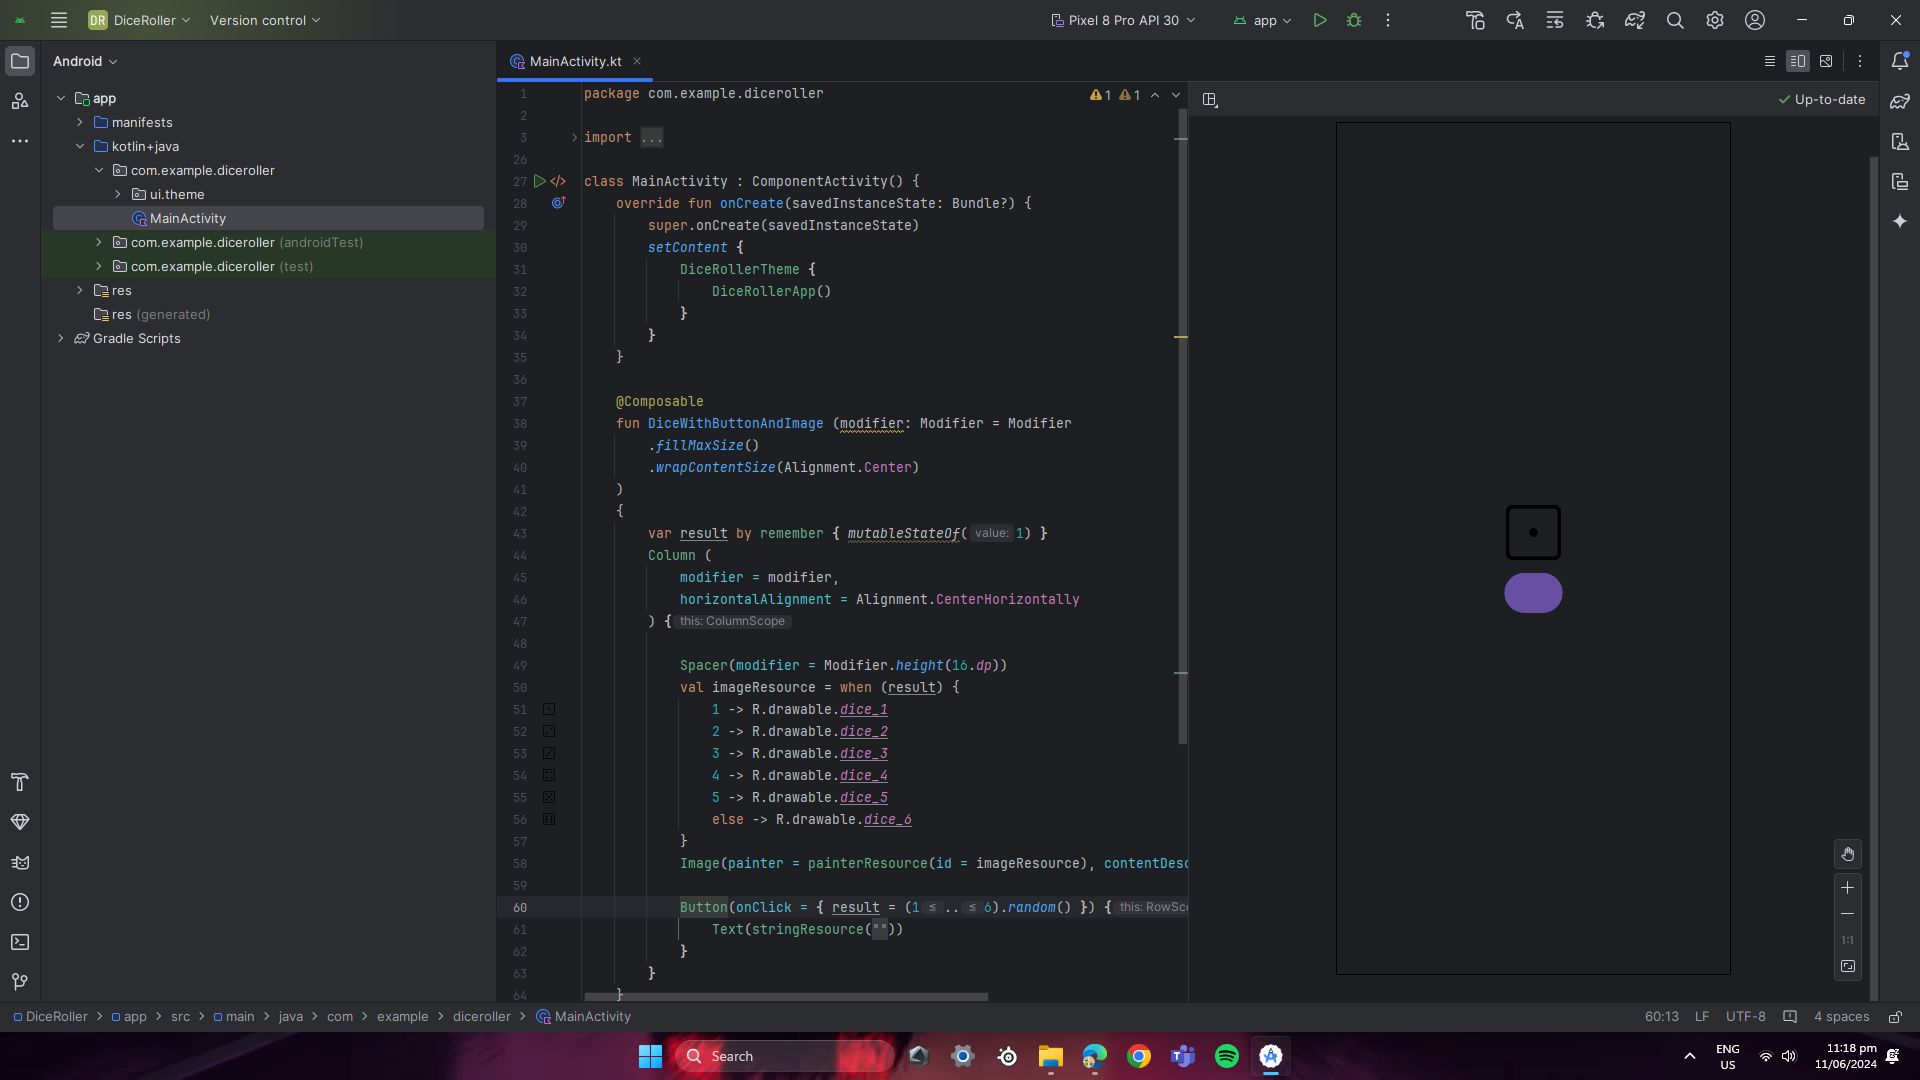 DR DiceRoller Version control Pixel 8 Pro API 30 app
Android
MainActivity.kt
app
manifests
kotlin+java
com.example.diceroller
ui.theme
MainActivity
com.example.diceroller (androidTest)
com.example.diceroller (test)
res
res (generated)
Gradle Scripts
1 package com.example.diceroller 1 1
2
3 import ...
26
27 class MainActivity : ComponentActivity() {
28 override fun onCreate(savedInstanceState: Bundle?) {
29 super.onCreate(savedInstanceState)
30 setContent {
31 DiceRollerTheme {
32 DiceRollerApp()
33 }
34 }
35 }
36
37 @Composable
38 fun DiceWithButtonAndImage (modifier: Modifier = Modifier
39 .fillMaxSize()
40 .wrapContentSize(Alignment.Center)
41 )
42 {
43 var result by remember { mutableStateOf( value: 1) }
44 Column (
45 modifier = modifier,
46 horizontalAlignment = Alignment.CenterHorizontally
47 ) { this: ColumnScope
48
49 Spacer(modifier = Modifier.height(16.dp))
50 val imageResource = when (result) {
51 1 -> R.drawable.dice_1
52 2 -> R.drawable.dice_2
53 3 -> R.drawable.dice_3
54 4 -> R.drawable.dice_4
55 5 -> R.drawable.dice_5
56 else -> R.drawable.dice_6
57 }
58 Image(painter = painterResource(id = imageResource), contentDesc
59
60 Button(onClick = { result = (1 ≤ .. ≤ 6).random() }) { this: RowSco
61 Text(stringResource(""))
62 }
63 }
64 }
Up-to-date
1:1
DiceRoller > app > src > main > java > com > example > diceroller > MainActivity
60:13 LF UTF-8 4 spaces
Search
ENG
US
11:18 pm
11/06/2024